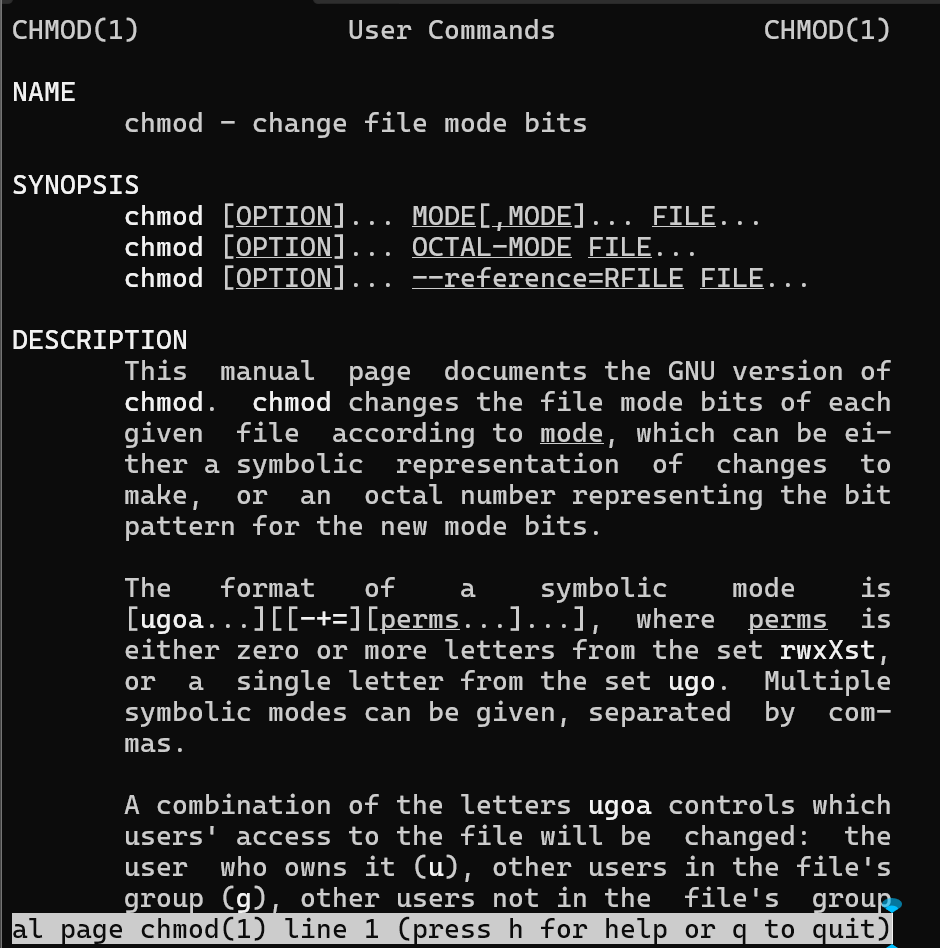 CHMOD(1) User Commands CHMOD(1)
NAME
chmod - change file mode bits
SYNOPSIS
chmod [OPTION]... MODE[,MODE]... FILE...
chmod [OPTION]... OCTAL-MODE FILE...
chmod [OPTION]... --reference=RFILE FILE...
DESCRIPTION
This manual page documents the GNU version of
chmod. chmod changes the file mode bits of each
given file according to mode, which can be ei-
ther a symbolic representation of changes to
make, or an octal number representing the bit
pattern for the new mode bits.
The format of a symbolic mode is
[ugoa...][[-+=][perms...]...], where perms is
either zero or more letters from the set rwxXst,
or a single letter from the set ugo. Multiple
symbolic modes can be given, separated by com-
mas.
A combination of the letters ugoa controls which
users' access to the file will be changed: the
user who owns it (u), other users in the file's
group (g), other users not in the file's group
al page chmod(1) line 1 (press h for help or q to quit)